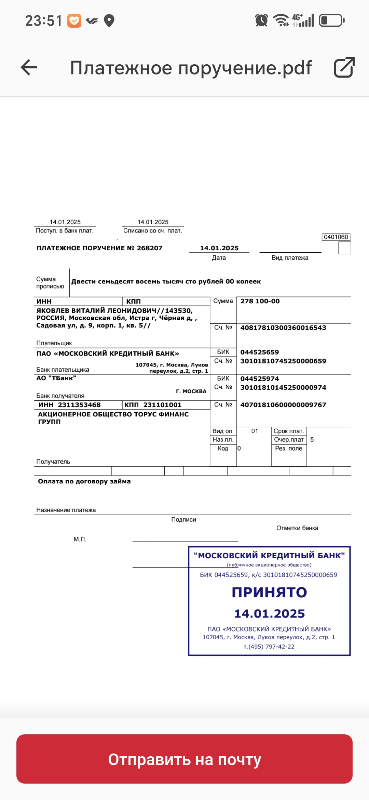 23:51
Платежное поручение.pdf
14.01.2025 14.01.2025
Поступ. в банк плат. Списано со сч. плат.
0401060
ПЛАТЕЖНОЕ ПОРУЧЕНИЕ № 268207 14.01.2025
Дата Вид платежа
Сумма прописью Двести семьдесят восемь тысяч сто рублей 00 копеек
ИНН КПП Сумма 278 100-00
ЯКОВЛЕВ ВИТАЛИЙ ЛЕОНИДОВИЧ//143530,
РОССИЯ, Московская обл, Истра г, Чёрная д, ,
Садовая ул, д. 9, корп. 1, кв. 5//
Сч. № 40817810300360016543
Плательщик
ПАО «МОСКОВСКИЙ КРЕДИТНЫЙ БАНК» БИК 044525659
107045, г. Москва, Луков
переулок, д.2, стр. 1
Сч. № 30101810745250000659
Банк плательщика
АО "ТБанк" БИК 044525974
г. МОСКВА
Сч. № 30101810145250000974
Банк получателя
ИНН 2311353468 КПП 231101001 Сч. № 40701810600000009767
АКЦИОНЕРНОЕ ОБЩЕСТВО ТОРУС ФИНАНС
ГРУПП
Вид оп 01 Срок плат.
Наз.пл. Очер.плат 5
Код 0 Рез поле
Получатель
Оплата по договору займа
Назначение платежа
Подписи
Отметки банка
М.П.
"МОСКОВСКИЙ КРЕДИТНЫЙ БАНК"
(публичное акционерное общество)
БИК 044525659, к/с 30101810745250000659
ПРИНЯТО
14.01.2025
ПАО «МОСКОВСКИЙ КРЕДИТНЫЙ БАНК»
107045, г. Москва, Луков переулок, д.2, стр. 1
т.(495) 797-42-22
Отправить на почту